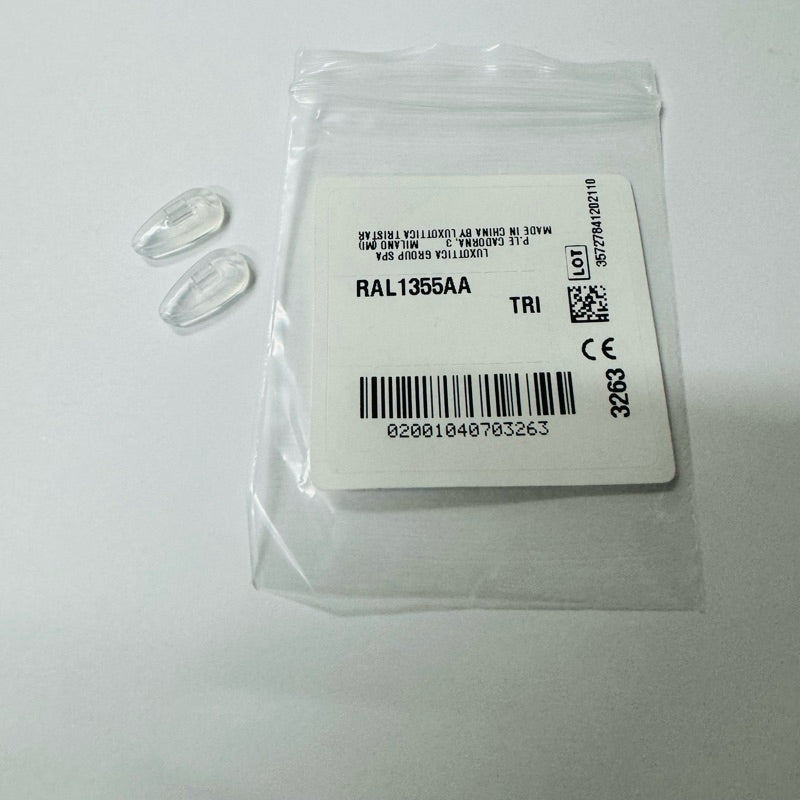 LUXOTTICA GROUP SPA
P.LE CADORNA, 3 MILANO (MI)
MADE IN CHINA BY LUXOTTICA TRISTAR
RAL1355AA
TRI
LOT
35727841202110
CE
3263
02001040703263